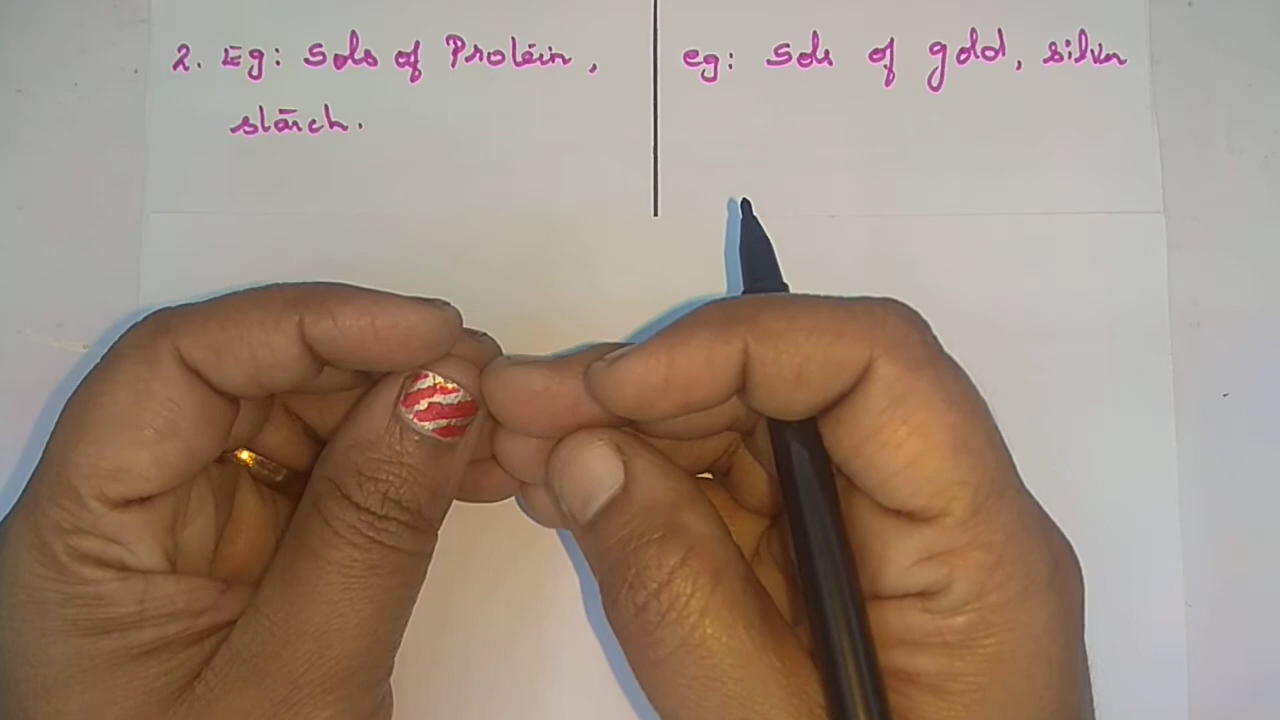 2. Eg: Sols of Protein,
starch.
eg: Sols of gold, silver